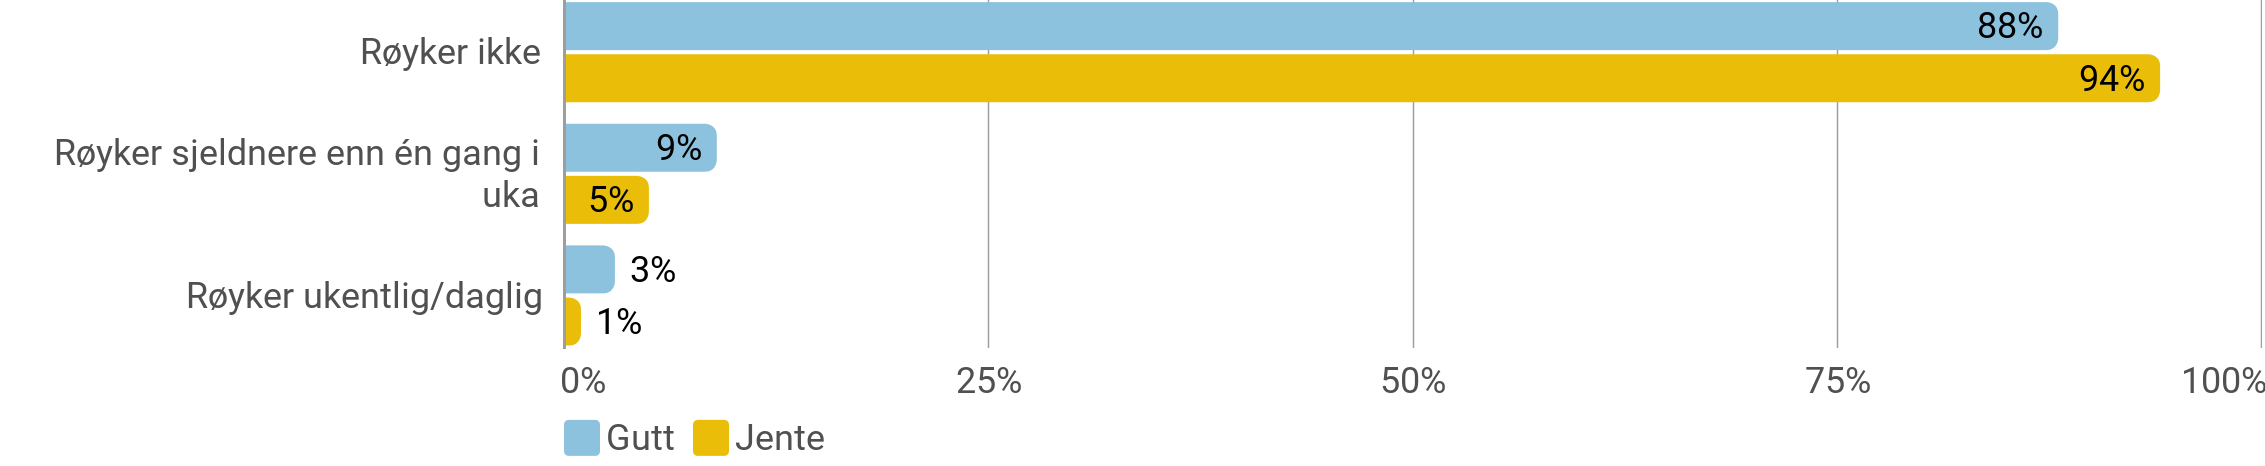 Røyker ikke
88%
94%
Røyker sjeldnere enn én gang i
uka
9%
5%
Røyker ukentlig/daglig
3%
1%
0% 25% 50% 75% 100%
Gutt Jente